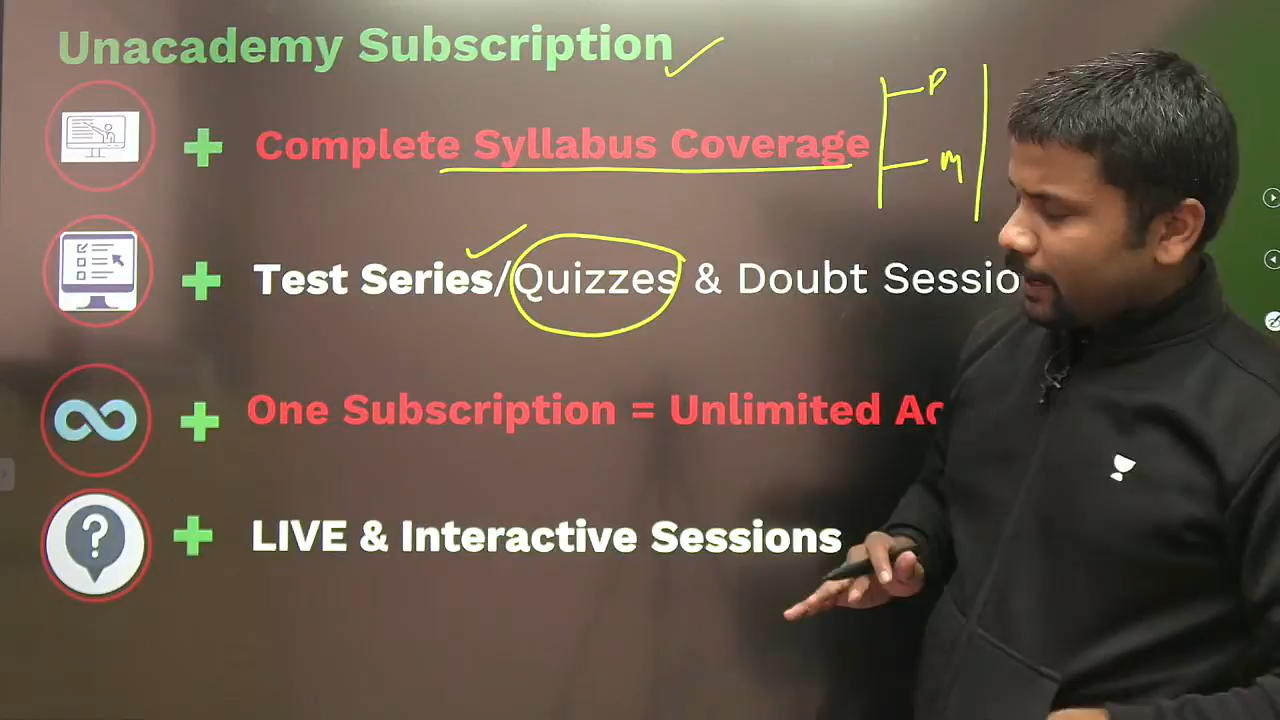 Unacademy Subscription
Complete Syllabus Coverage
P
M
Test Series/Quizzes & Doubt Sessio
One Subscription = Unlimited Ac
LIVE & Interactive Sessions